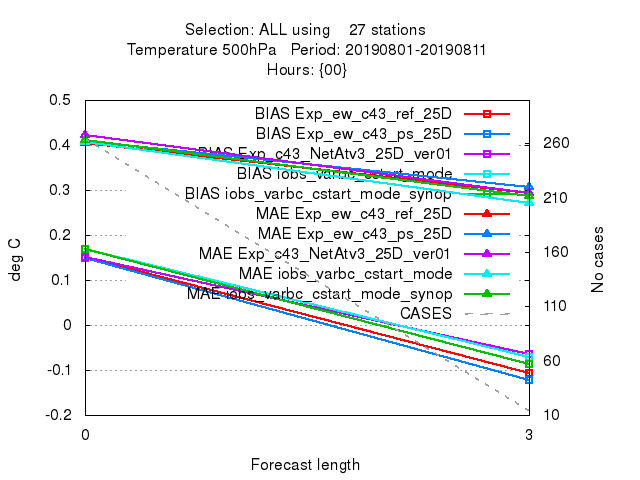 Selection: ALL using 27 stations
Temperature 500hPa Period: 20190801-20190811
Hours: {00}
0.5
0.4
0.3
0.2
0.1
0
-0.1
-0.2
deg C
BIAS Exp_ew_c43_ref_25D
BIAS Exp_ew_c43_ps_25D
BIAS Exp_c43_NetAtv3_25D_ver01
BIAS iobs_varbc_cstart_mode
BIAS iobs_varbc_cstart_mode_synop
MAE Exp_ew_c43_ref_25D
MAE Exp_ew_c43_ps_25D
MAE Exp_c43_NetAtv3_25D_ver01
MAE iobs_varbc_cstart_mode
MAE iobs_varbc_cstart_mode_synop
CASES
260
210
160
110
60
10
No cases
0 3
Forecast length